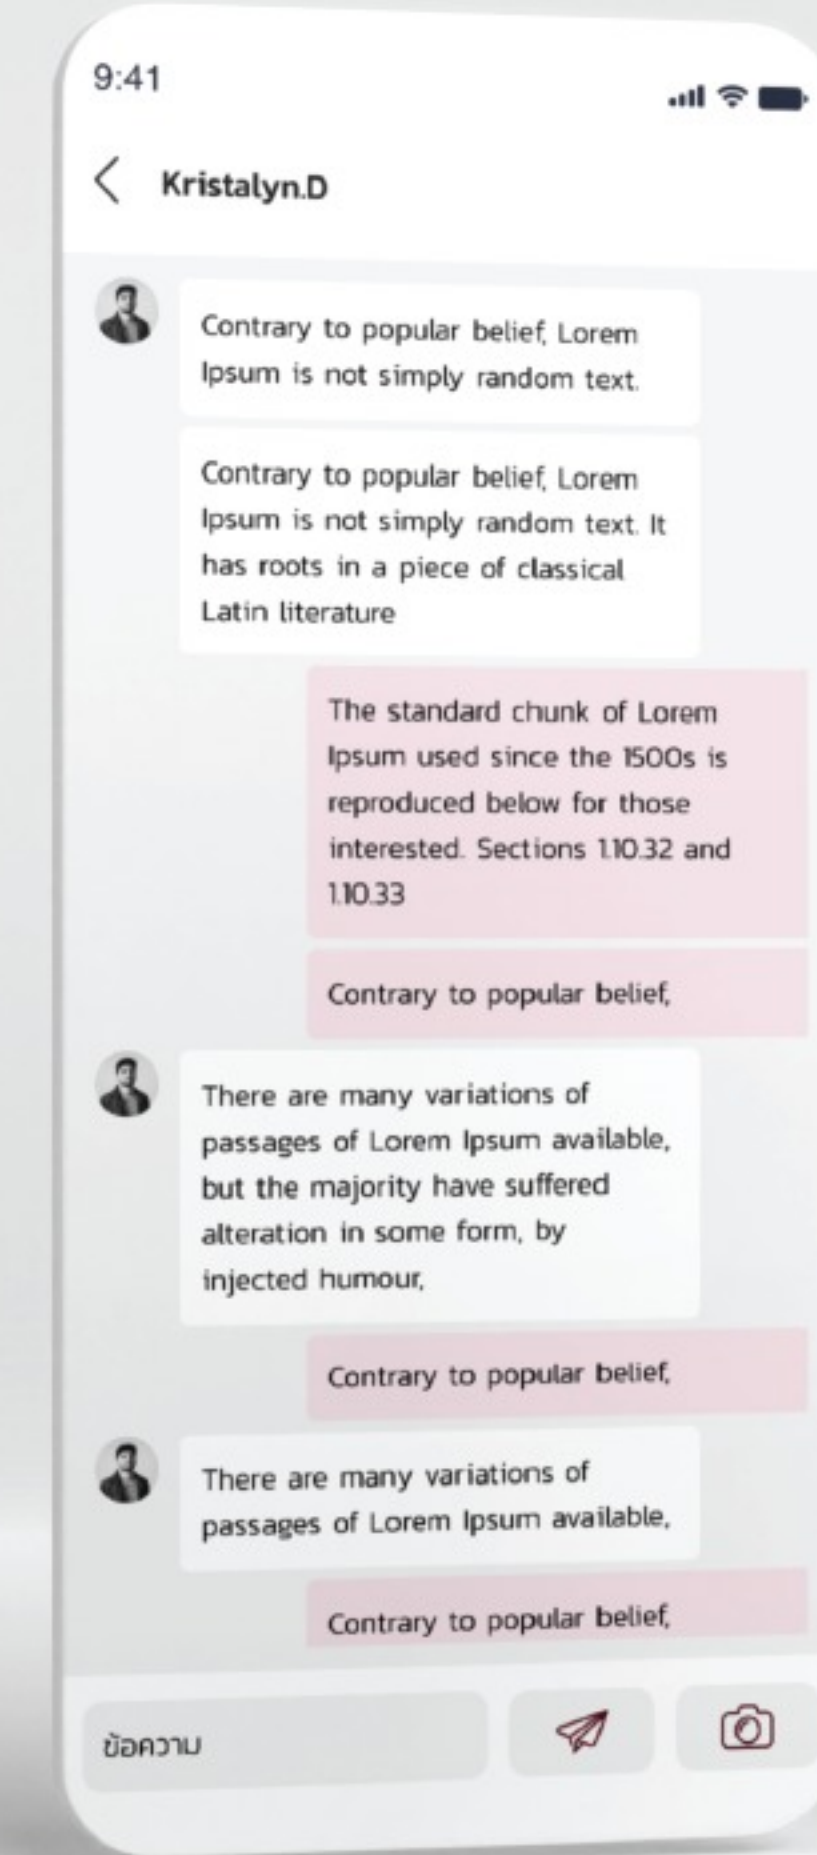 9:41
Kristalyn.D
Contrary to popular belief, Lorem
Ipsum is not simply random text.
Contrary to popular belief, Lorem
Ipsum is not simply random text. It
has roots in a piece of classical
Latin literature
The standard chunk of Lorem
Ipsum used since the 1500s is
reproduced below for those
interested. Sections 1.10.32 and
1.10.33
Contrary to popular belief,
There are many variations of
passages of Lorem Ipsum available,
but the majority have suffered
alteration in some form, by
injected humour,
Contrary to popular belief,
There are many variations of
passages of Lorem Ipsum available,
Contrary to popular belief,
ข้อความ